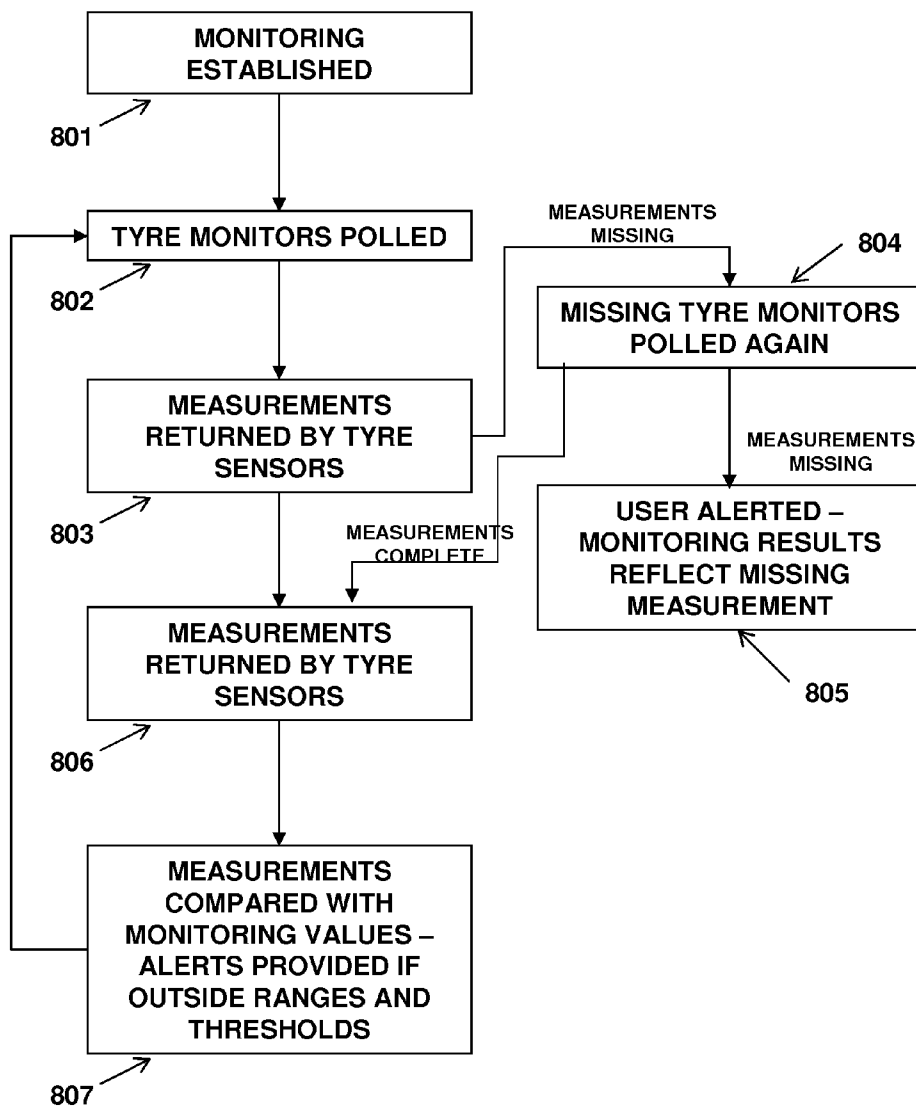 MONITORING
ESTABLISHED
801
TYRE MONITORS POLLED
802
MEASUREMENTS
MISSING
804
MISSING TYRE MONITORS
POLLED AGAIN
MEASUREMENTS
RETURNED BY TYRE
SENSORS
803
MEASUREMENTS
MISSING
USER ALERTED –
MONITORING RESULTS
REFLECT MISSING
MEASUREMENT
805
MEASUREMENTS
COMPLETE
MEASUREMENTS
RETURNED BY TYRE
SENSORS
806
MEASUREMENTS
COMPARED WITH
MONITORING VALUES –
ALERTS PROVIDED IF
OUTSIDE RANGES AND
THRESHOLDS
807